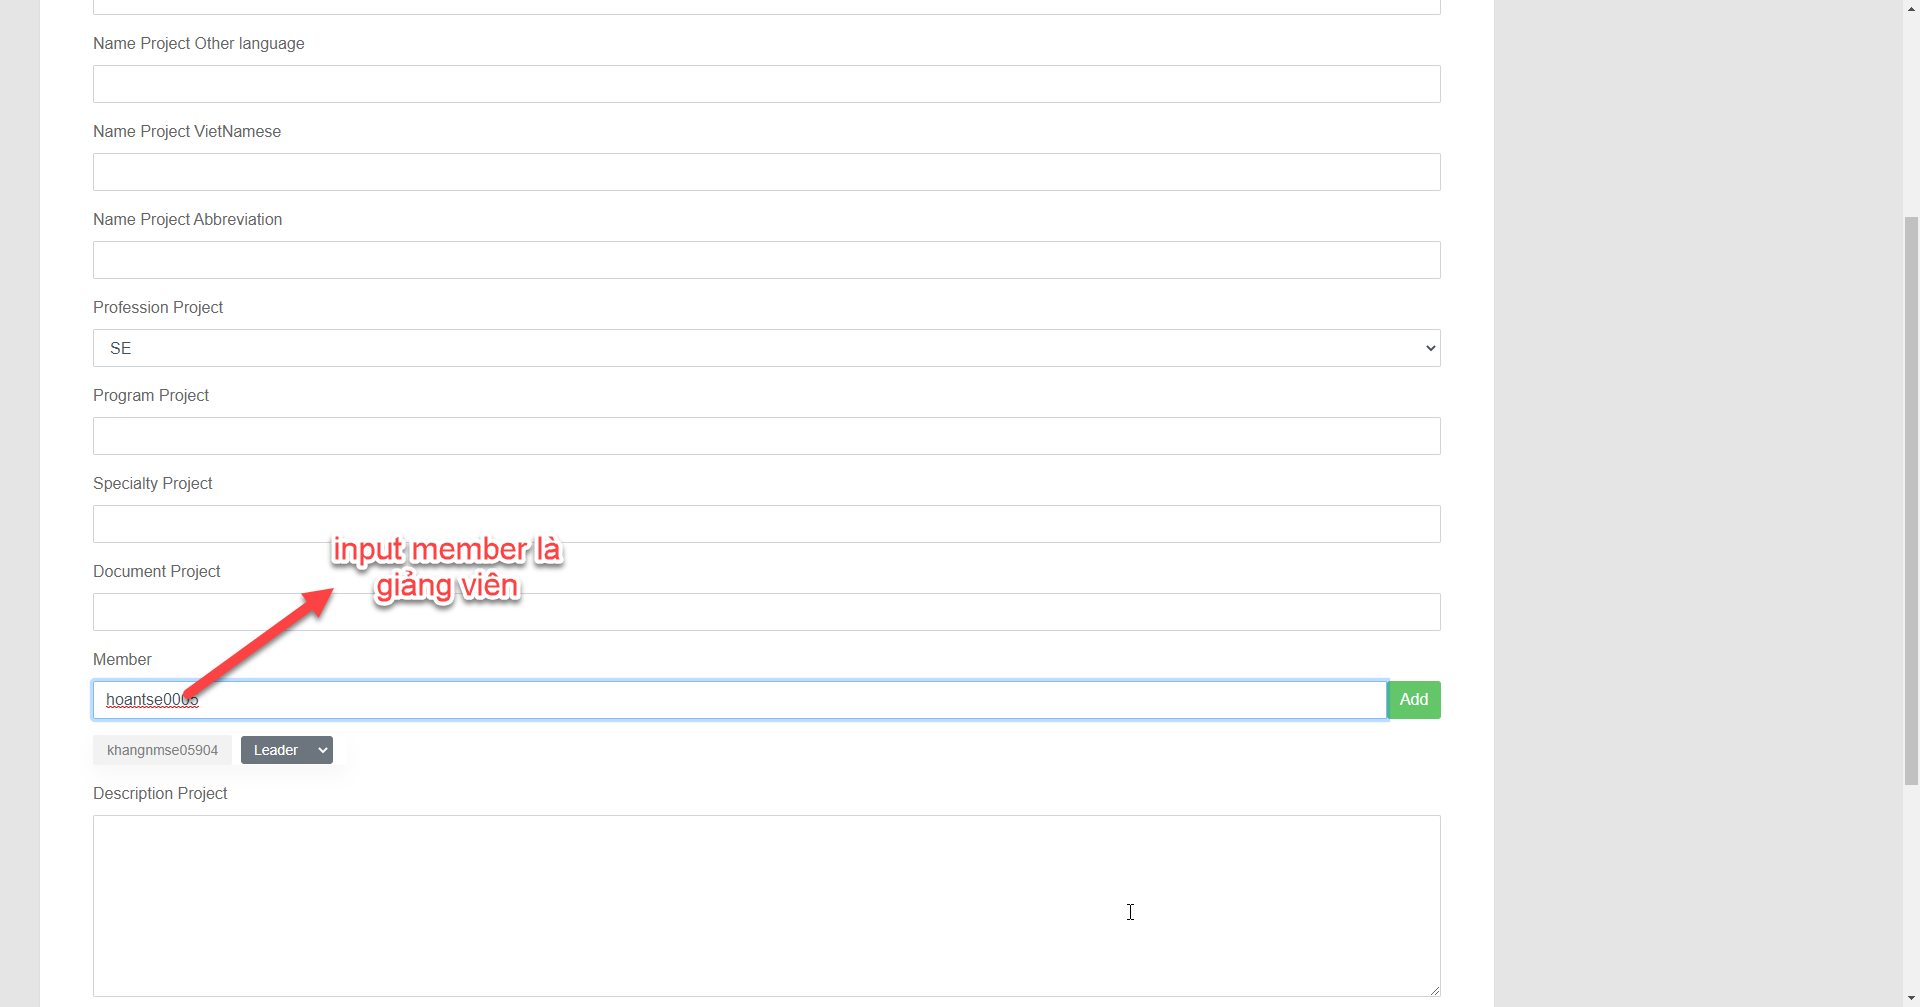 Name Project Other language
Name Project VietNamese
Name Project Abbreviation
Profession Project
SE
Program Project
Specialty Project
input member là
giảng viên
Document Project
Member
hoantse0005
Add
khangnmse05904
Leader
Description Project